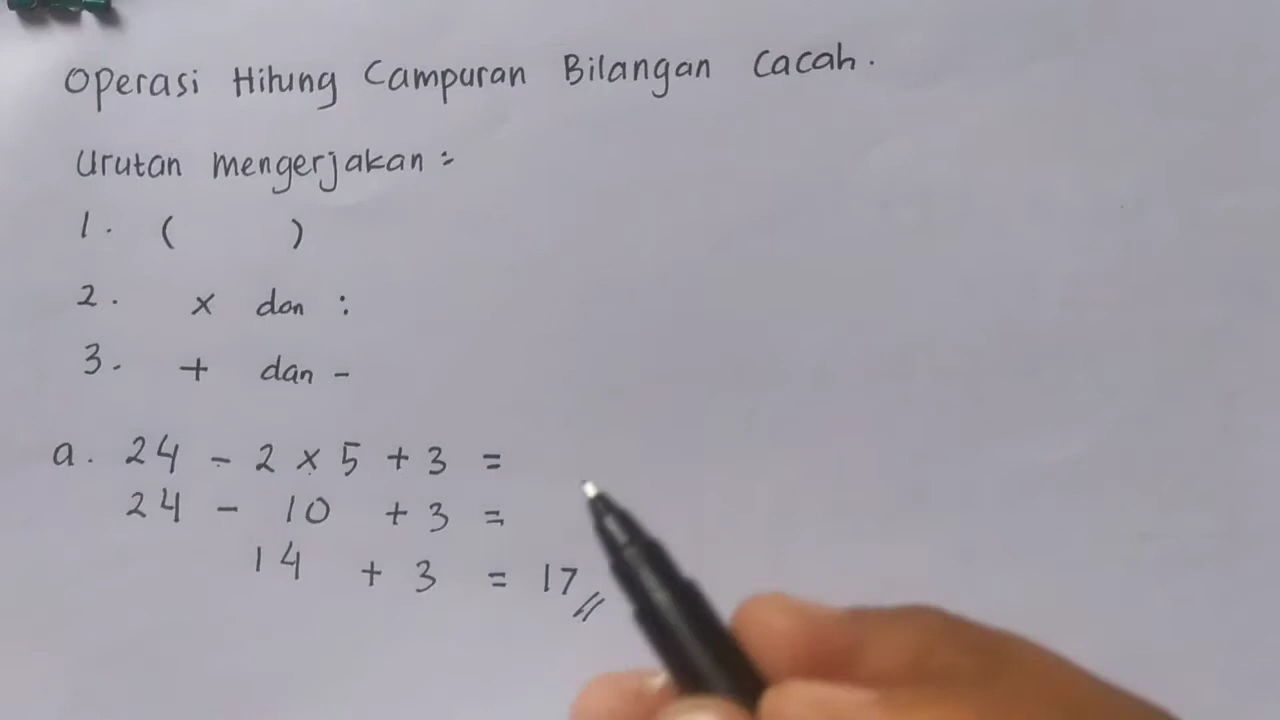 Operasi Hitung Campuran Bilangan Cacah.
Urutan mengerjakan :
1. ( )
2. x dan :
3. + dan -
a. 24 - 2 x 5 + 3 =
24 - 10 + 3 =
14 + 3 = 17 //